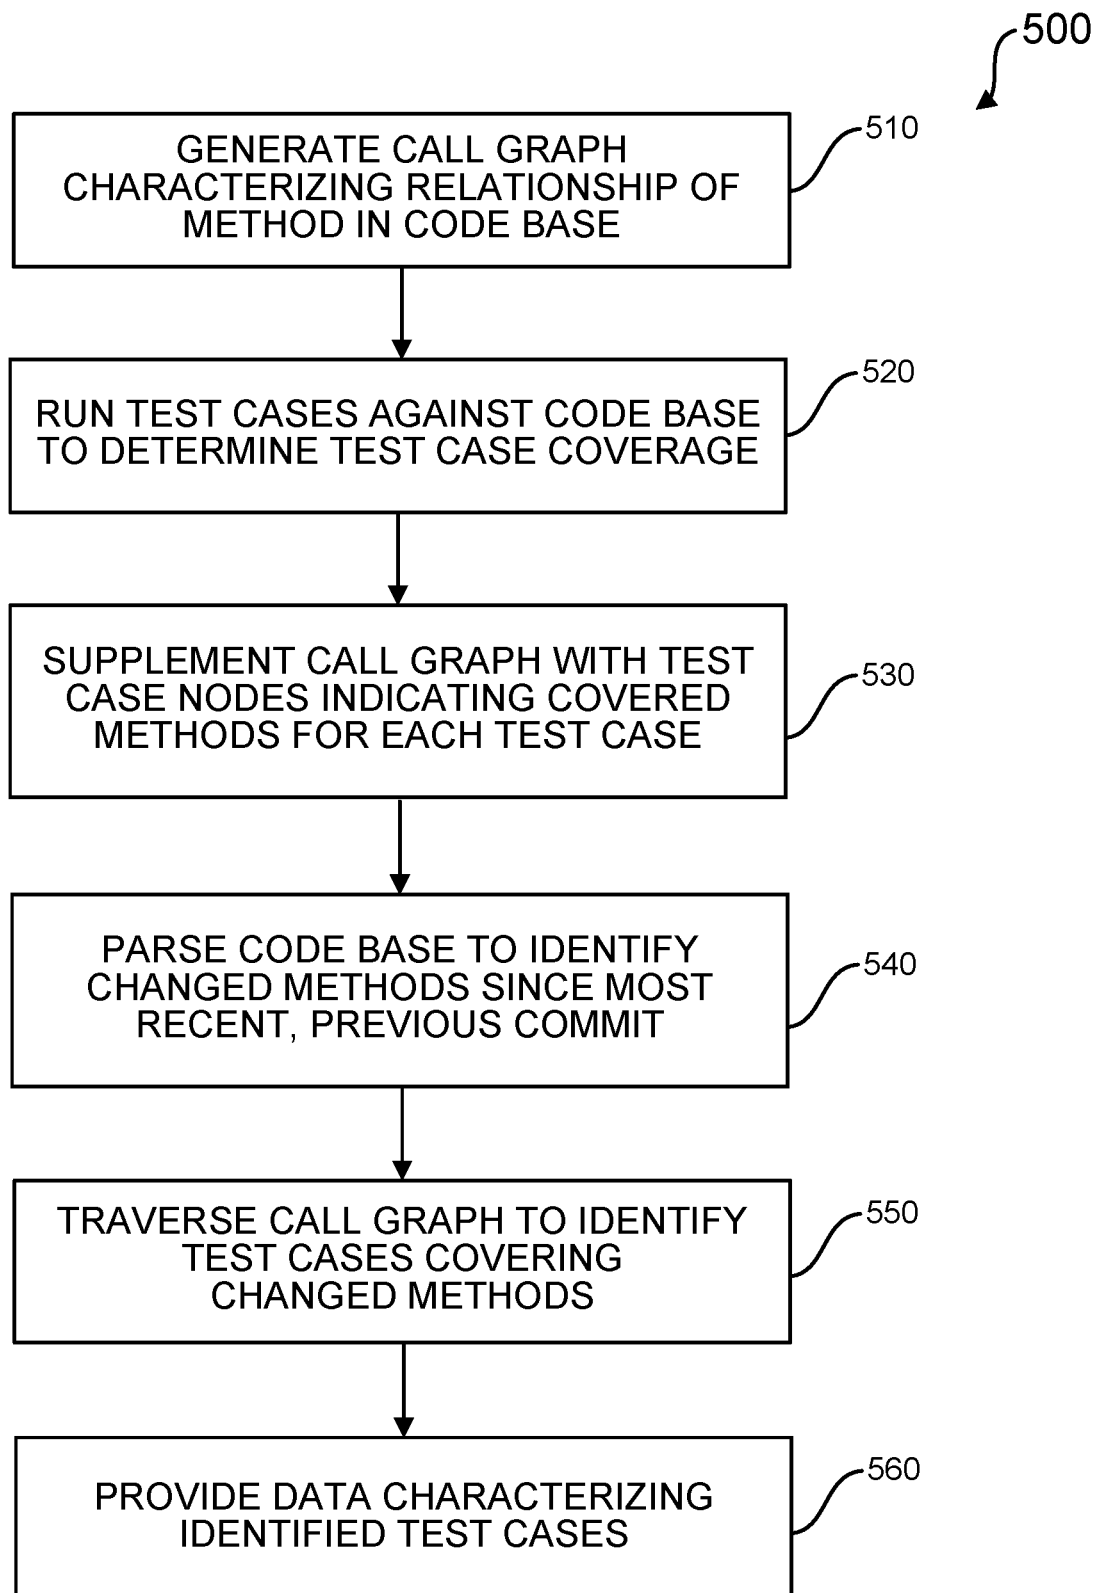 500
GENERATE CALL GRAPH
CHARACTERIZING RELATIONSHIP OF
METHOD IN CODE BASE
510
RUN TEST CASES AGAINST CODE BASE
TO DETERMINE TEST CASE COVERAGE
520
SUPPLEMENT CALL GRAPH WITH TEST
CASE NODES INDICATING COVERED
METHODS FOR EACH TEST CASE
530
PARSE CODE BASE TO IDENTIFY
CHANGED METHODS SINCE MOST
RECENT, PREVIOUS COMMIT
540
TRAVERSE CALL GRAPH TO IDENTIFY
TEST CASES COVERING
CHANGED METHODS
550
PROVIDE DATA CHARACTERIZING
IDENTIFIED TEST CASES
560